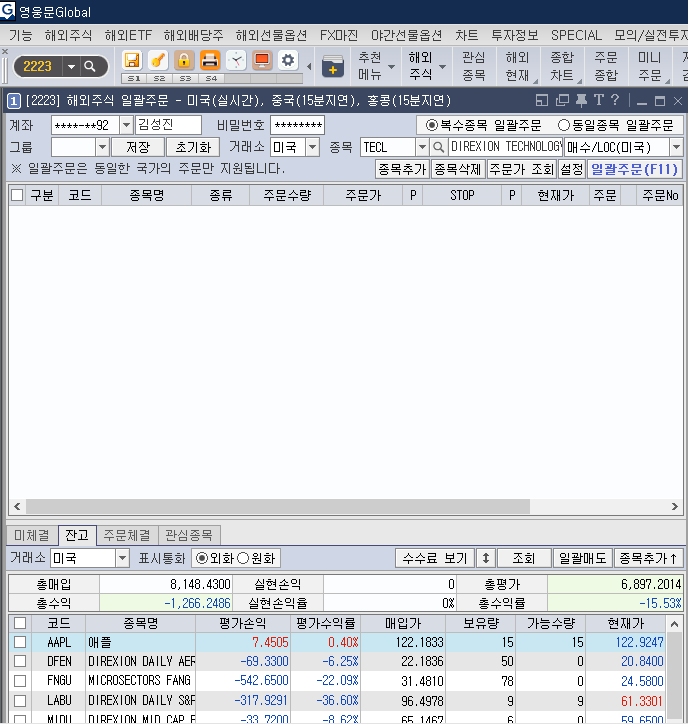 영웅문Global
기능 해외주식 해외ETF 해외배당주 해외선물옵션 FX마진 야간선물옵션 차트 투자정보 SPECIAL 모의/실전투자
2223 S1 S2 S3 S4 추천메뉴 해외주식 관심종목 해외현재 종합차트 주문종합 미니주문
1 [2223] 해외주식 일괄주문 - 미국(실시간), 중국(15분지연), 홍콩(15분지연) T ?
계좌 ****-**92 김성진 비밀번호 ******** 복수종목 일괄주문 동일종목 일괄주문
그룹 저장 초기화 거래소 미국 종목 TECL DIREXION TECHNOLOGY 매수/LOC(미국)
※ 일괄주문은 동일한 국가의 주문만 지원됩니다. 종목추가 종목삭제 주문가 조회 설정 일괄주문(F11)
구분 코드 종목명 종류 주문수량 주문가 P STOP P 현재가 주문 주문No
미체결 잔고 주문체결 관심종목
거래소 미국 표시통화 외화 원화 수수료 보기 조회 일괄매도 종목추가↑
총매입 8,148.4300 실현손익 0 총평가 6,897.2014
총수익 -1,266.2486 실현손익률 0% 총수익률 -15.53%
코드 종목명 평가손익 평가수익률 매입가 보유량 가능수량 현재가
AAPL 애플 7.4505 0.40% 122.1833 15 15 122.9247
DFEN DIREXION DAILY AER -69.3300 -6.25% 22.1836 50 0 20.8400
FNGU MICROSECTORS FANG -542.6500 -22.09% 31.4810 78 0 24.5800
LABU DIREXION DAILY S&P -317.9291 -36.60% 96.4978 9 9 61.3301
MIDU DIREXION MID CAP B -33.7200 -8.62% 65.1467 6 0 59.6500